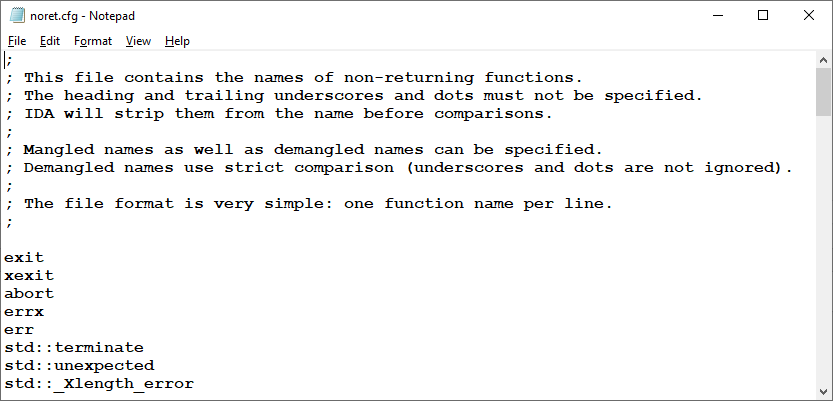 noret.cfg - Notepad
File Edit Format View Help
;
; This file contains the names of non-returning functions.
; The heading and trailing underscores and dots must not be specified.
; IDA will strip them from the name before comparisons.
;
; Mangled names as well as demangled names can be specified.
; Demangled names use strict comparison (underscores and dots are not ignored).
;
; The file format is very simple: one function name per line.
;
exit
xexit
abort
errx
err
std::terminate
std::unexpected
std::_Xlength_error